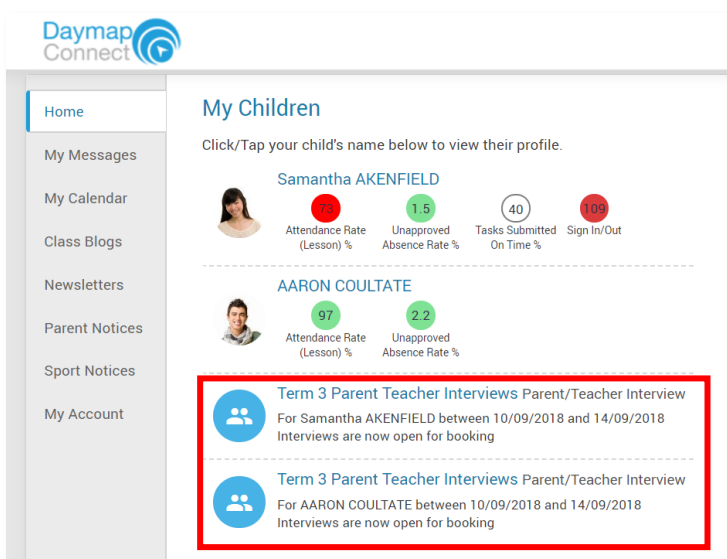 Daymap
Connect
Home
My Messages
My Calendar
Class Blogs
Newsletters
Parent Notices
Sport Notices
My Account
My Children
Click/Tap your child's name below to view their profile.
Samantha AKENFIELD
73 1.5 40 109
Attendance Rate Unapproved Tasks Submitted Sign In/Out
(Lesson) % Absence Rate % On Time %
AARON COULTATE
97 2.2
Attendance Rate Unapproved
(Lesson) % Absence Rate %
Term 3 Parent Teacher Interviews Parent/Teacher Interview
For Samantha AKENFIELD between 10/09/2018 and 14/09/2018
Interviews are now open for booking
Term 3 Parent Teacher Interviews Parent/Teacher Interview
For AARON COULTATE between 10/09/2018 and 14/09/2018
Interviews are now open for booking